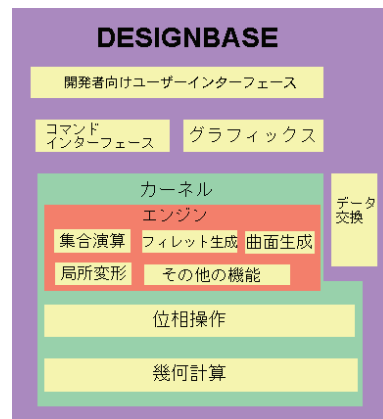 DESIGNBASE
開発者向けユーザーインターフェース
コマンド
インターフェース
グラフィックス
カーネル
データ
交換
エンジン
集合演算
フィレット生成
曲面生成
局所変形
その他の機能
位相操作
幾何計算